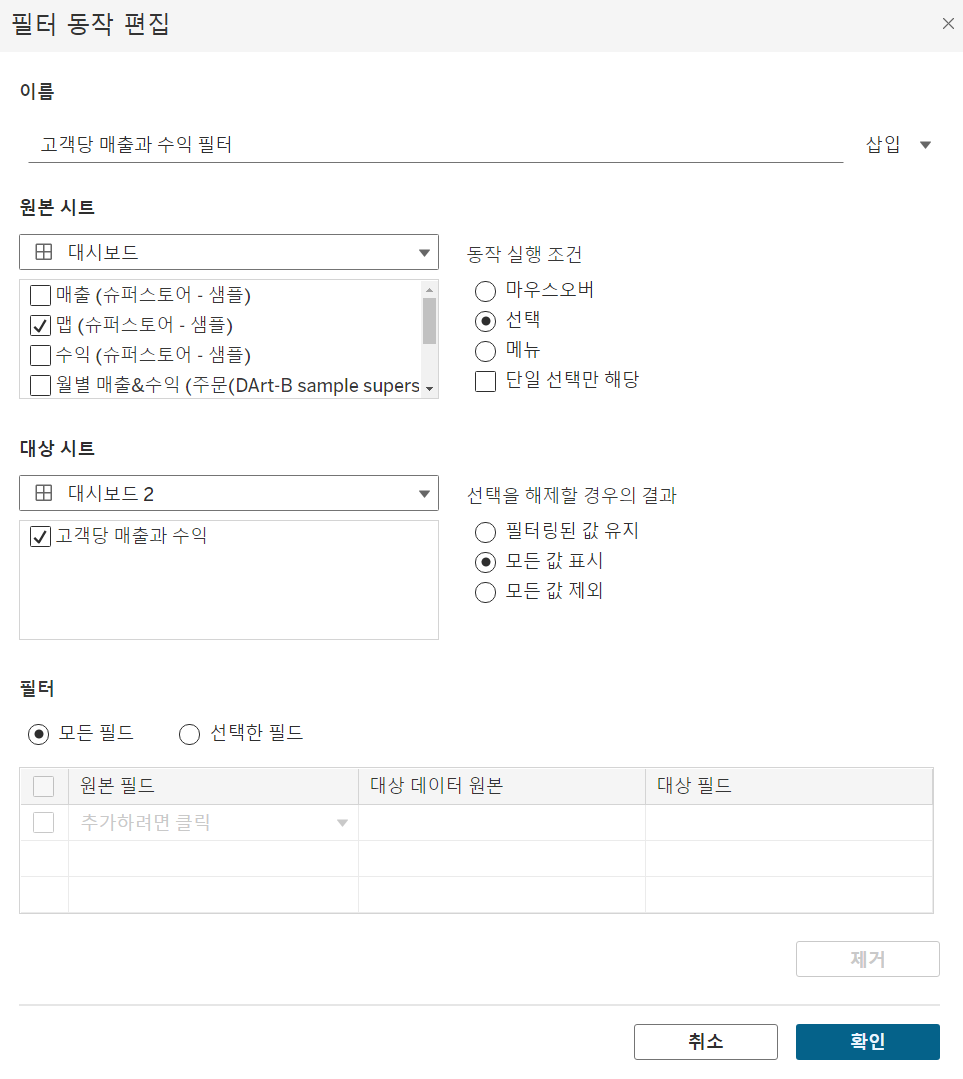 필터 동작 편집
이름
고객당 매출과 수익 필터
삽입
원본 시트
대시보드
동작 실행 조건
매출 (슈퍼스토어 - 샘플)
마우스오버
맵 (슈퍼스토어 - 샘플)
선택
수익 (슈퍼스토어 - 샘플)
메뉴
월별 매출&수익 (주문(DArt-B sample supers
단일 선택만 해당
대상 시트
대시보드 2
선택을 해제할 경우의 결과
고객당 매출과 수익
필터링된 값 유지
모든 값 표시
모든 값 제외
필터
모든 필드
선택한 필드
원본 필드
대상 데이터 원본
대상 필드
추가하려면 클릭
제거
취소
확인